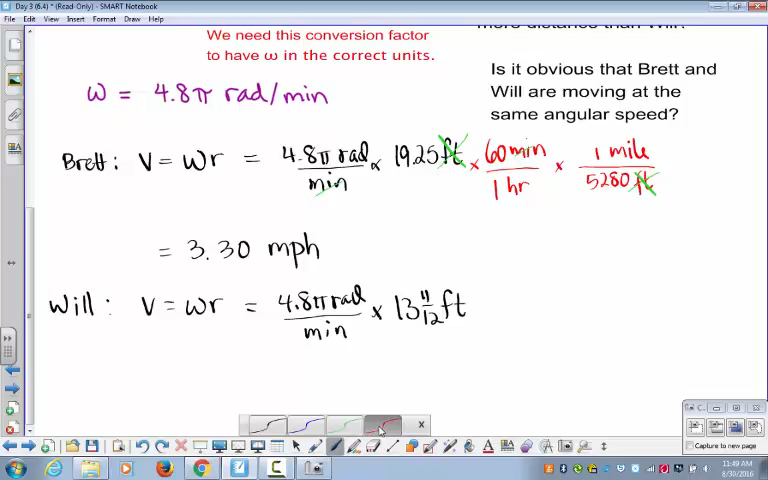 Day 3 (6.4) * (Read-Only) - SMART Notebook
File Edit View Insert Format Tools Draw Help
We need this conversion factor
to have ω in the correct units.
Is it obvious that Brett and
Will are moving at the
same angular speed?
ω = 4.8π rad/min
Brett: V = ωr = 4.8π rad/min × 19.25 ft × 60 min/1 hr × 1 mile/5280 ft
= 3.30 mph
Will: V = ωr = 4.8π rad/min × 13 11/12 ft
Capture to new page
11:49 AM
8/30/2016